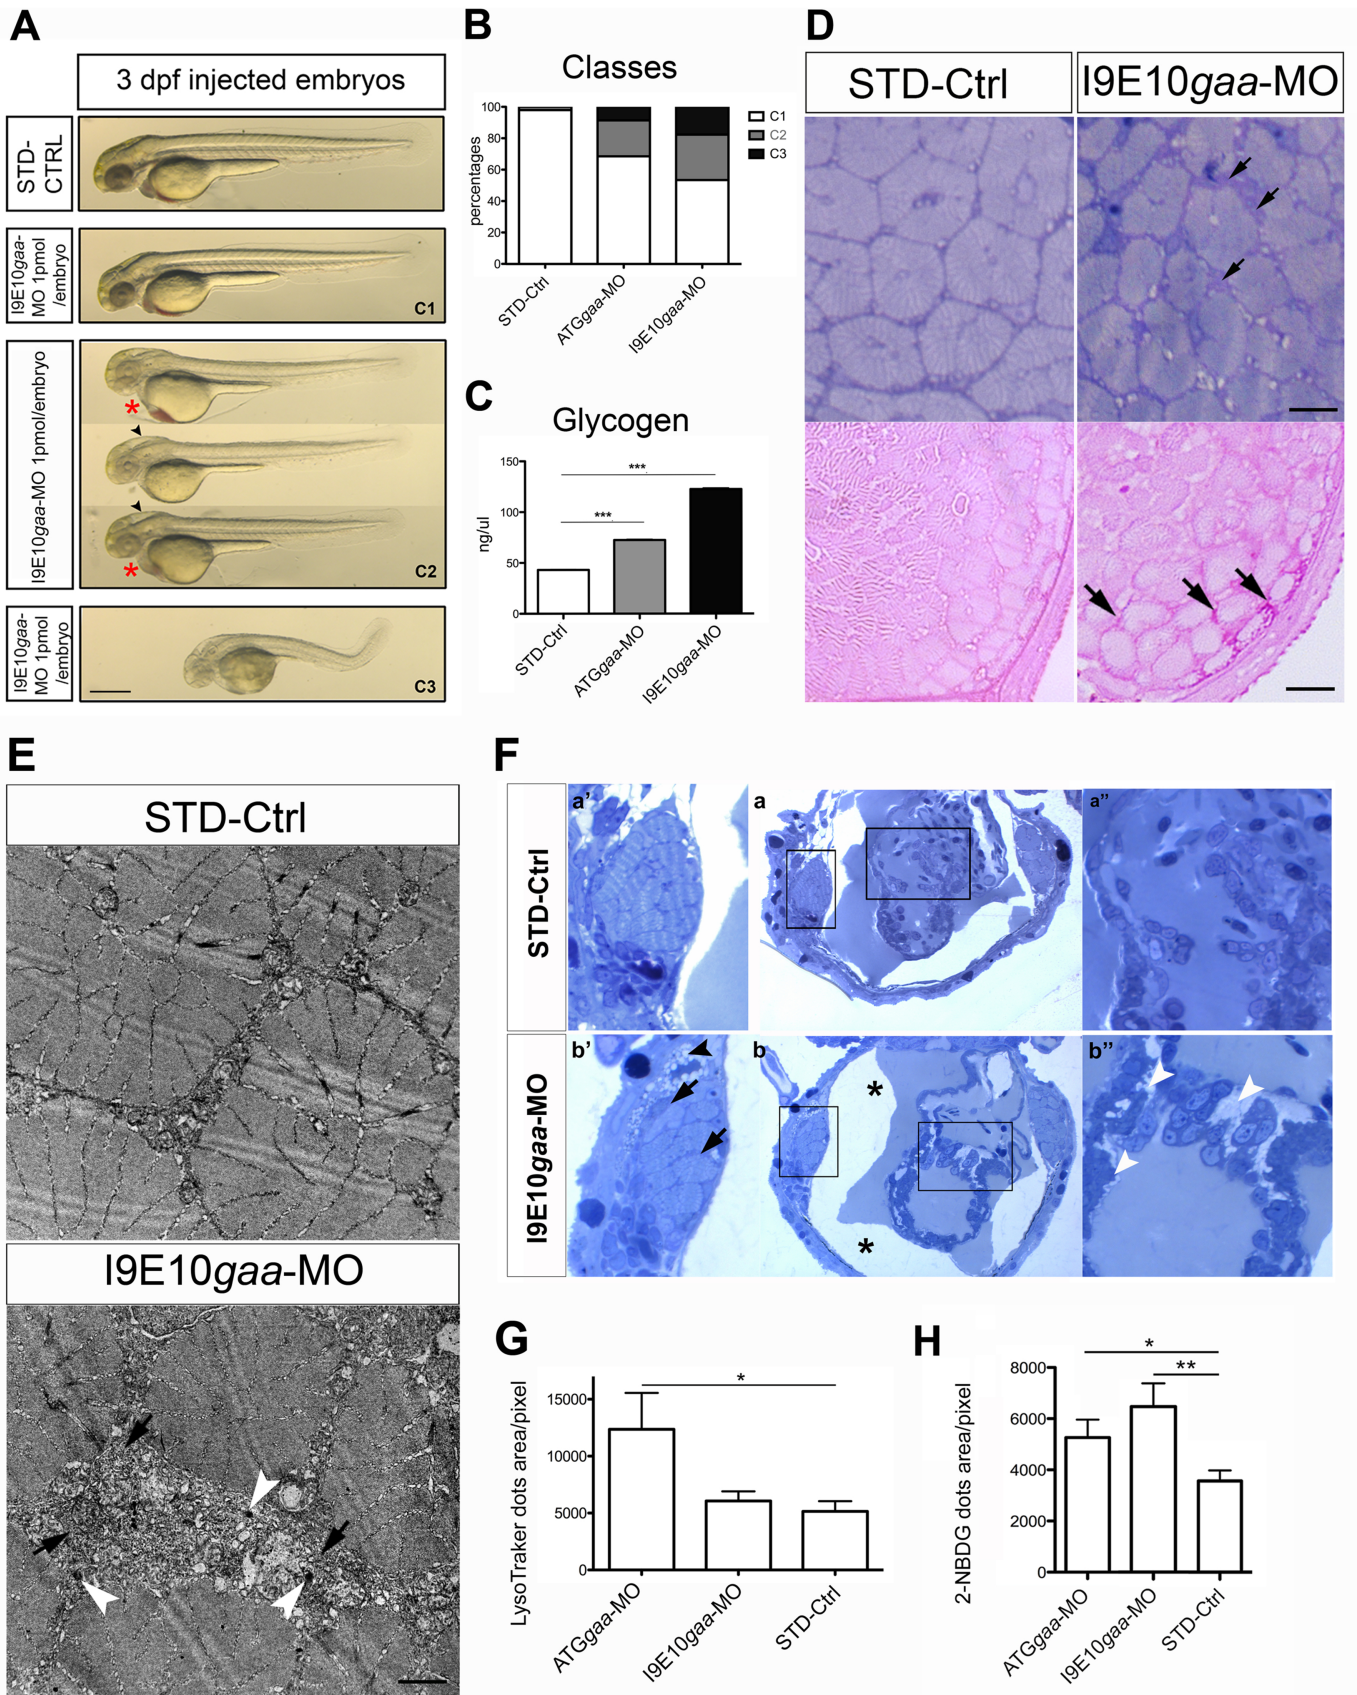 A
3 dpf injected embryos
STD-
CTRL
I9E10gaa-
MO 1pmol
/embryo
C1
I9E10gaa-MO 1pmol/embryo
*
*
C2
I9E10gaa-
MO 1pmol
/embryo
C3
B
Classes
percentages
100
80
60
40
20
0
STD-Ctrl
ATGgaa-MO
I9E10gaa-MO
C1
C2
C3
C
Glycogen
ng/ul
150
100
50
0
***
***
STD-Ctrl
ATGgaa-MO
I9E10gaa-MO
D
STD-Ctrl
I9E10gaa-MO
E
STD-Ctrl
I9E10gaa-MO
F
STD-Ctrl
a'
a
a"
I9E10gaa-MO
b'
b
*
*
b"
G
LysoTraker dots area/pixel
15000
10000
5000
0
*
ATGgaa-MO
I9E10gaa-MO
STD-Ctrl
H
2-NBDG dots area/pixel
8000
6000
4000
2000
0
*
**
ATGgaa-MO
I9E10gaa-MO
STD-Ctrl